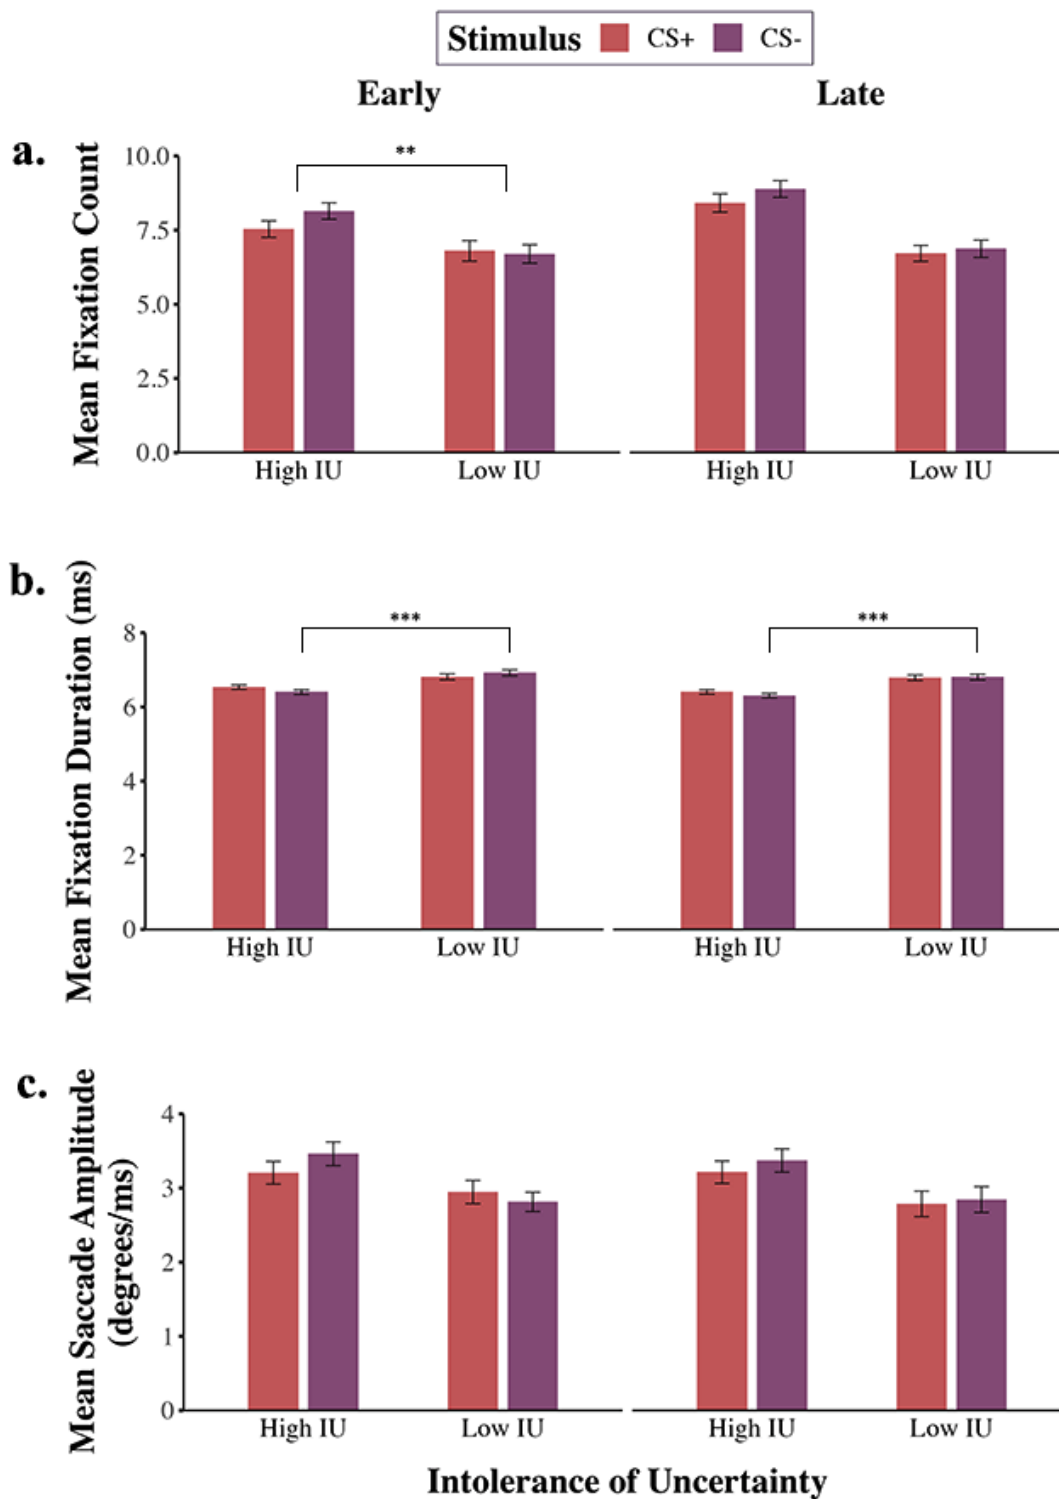 Stimulus CS+ CS-
Early Late
a.
Mean Fixation Count
**
10.0
7.5
5.0
2.5
0.0
High IU Low IU High IU Low IU
b.
Mean Fixation Duration (ms)
*** ***
8
6
4
2
0
High IU Low IU High IU Low IU
c.
Mean Saccade Amplitude
(degrees/ms)
4
3
2
1
0
High IU Low IU High IU Low IU
Intolerance of Uncertainty